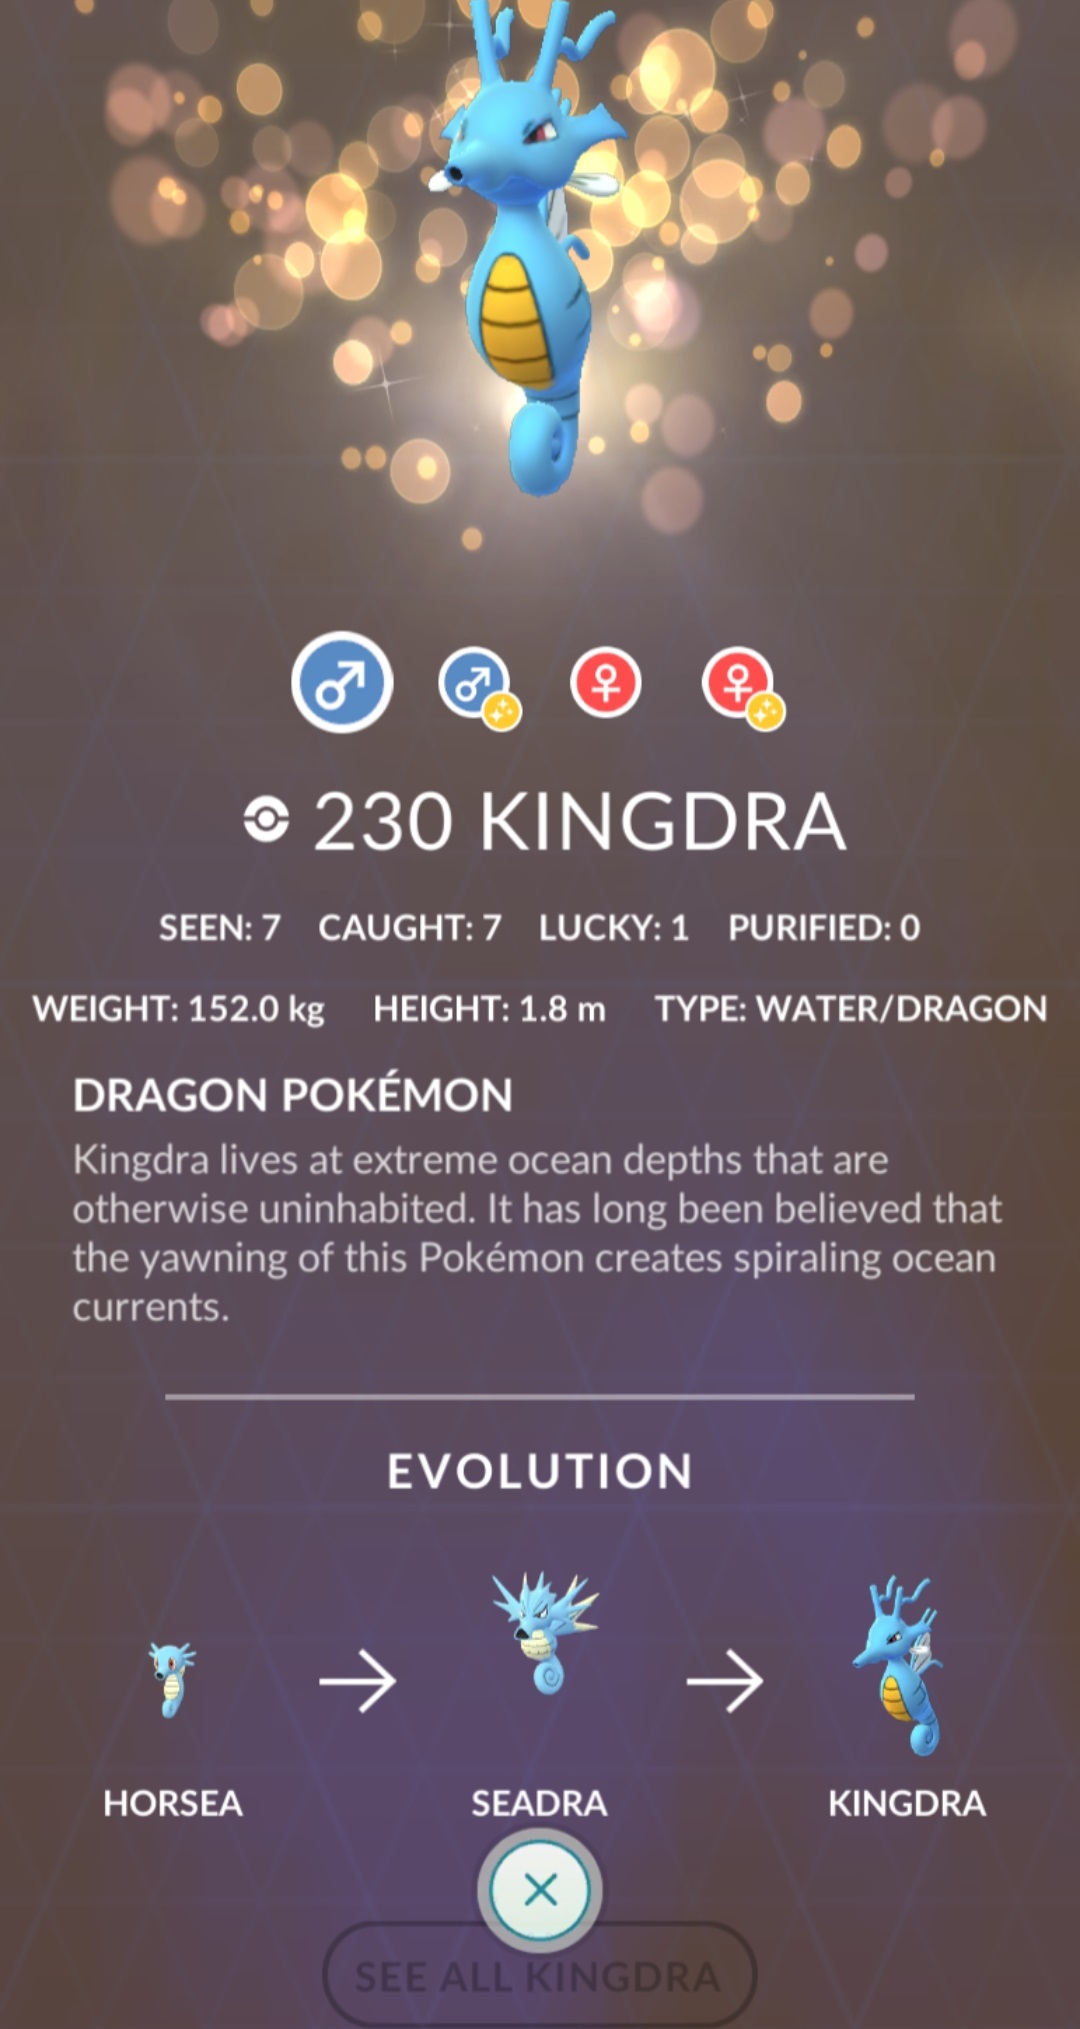 230 KINGDRA
SEEN: 7 CAUGHT: 7 LUCKY: 1 PURIFIED: 0
WEIGHT: 152.0 kg HEIGHT: 1.8 m TYPE: WATER/DRAGON
DRAGON POKÉMON
Kingdra lives at extreme ocean depths that are
otherwise uninhabited. It has long been believed that
the yawning of this Pokémon creates spiraling ocean
currents.
EVOLUTION
HORSEA SEADRA KINGDRA
SEE ALL KINGDRA